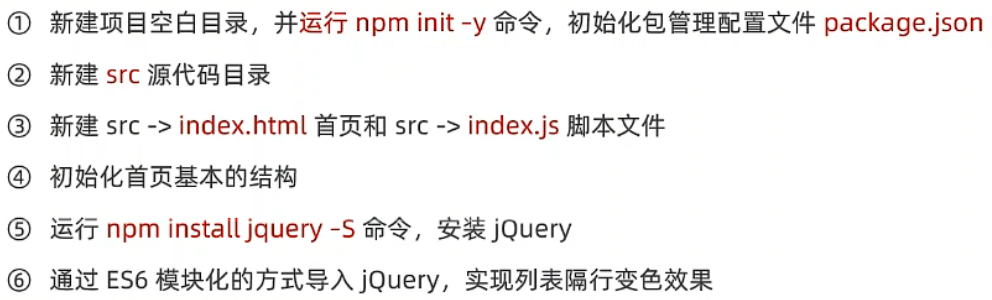 ① 新建项目空白目录，并运行 npm init –y 命令，初始化包管理配置文件 package.json
② 新建 src 源代码目录
③ 新建 src -> index.html 首页和 src -> index.js 脚本文件
④ 初始化首页基本的结构
⑤ 运行 npm install jquery –S 命令，安装 jQuery
⑥ 通过 ES6 模块化的方式导入 jQuery，实现列表隔行变色效果